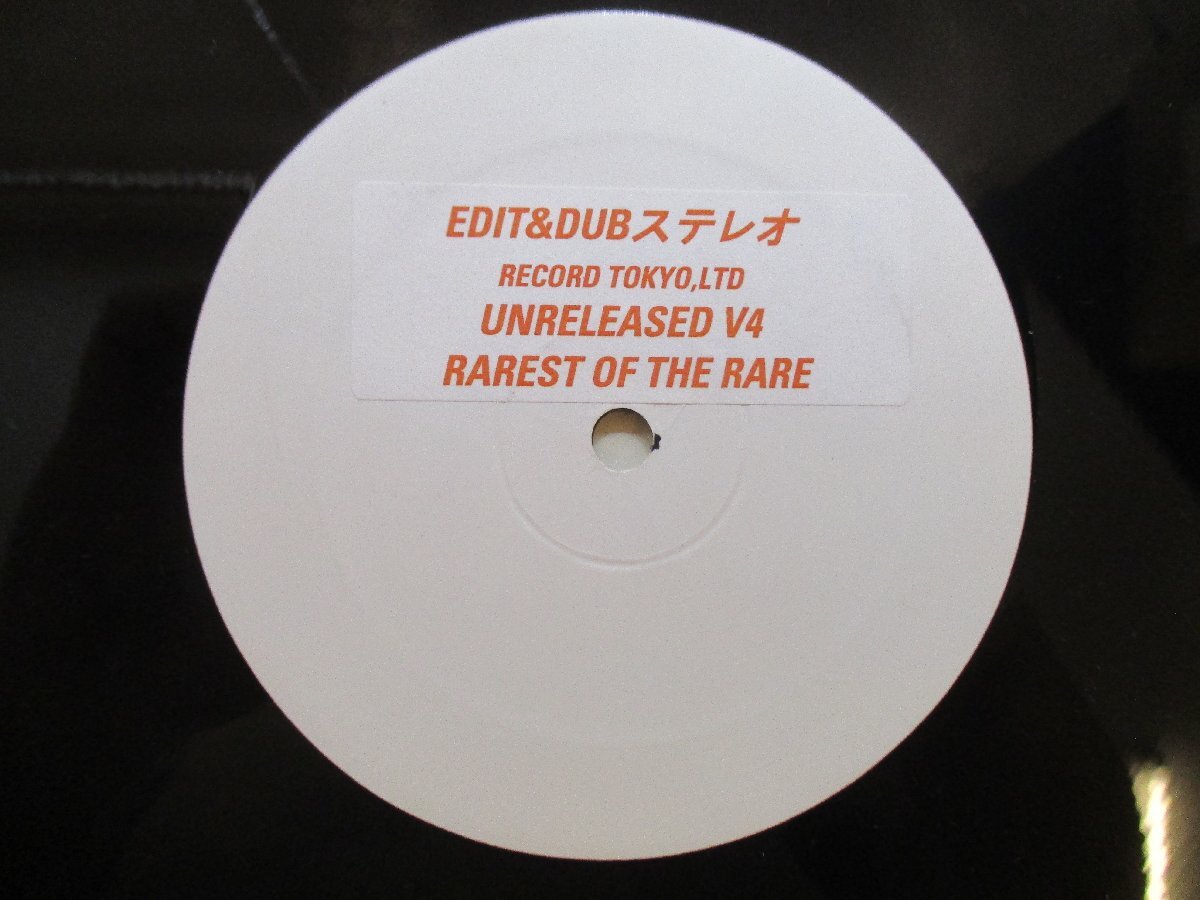 EDIT&DUBステレオ
RECORD TOKYO,LTD
UNRELEASED V4
RAREST OF THE RARE